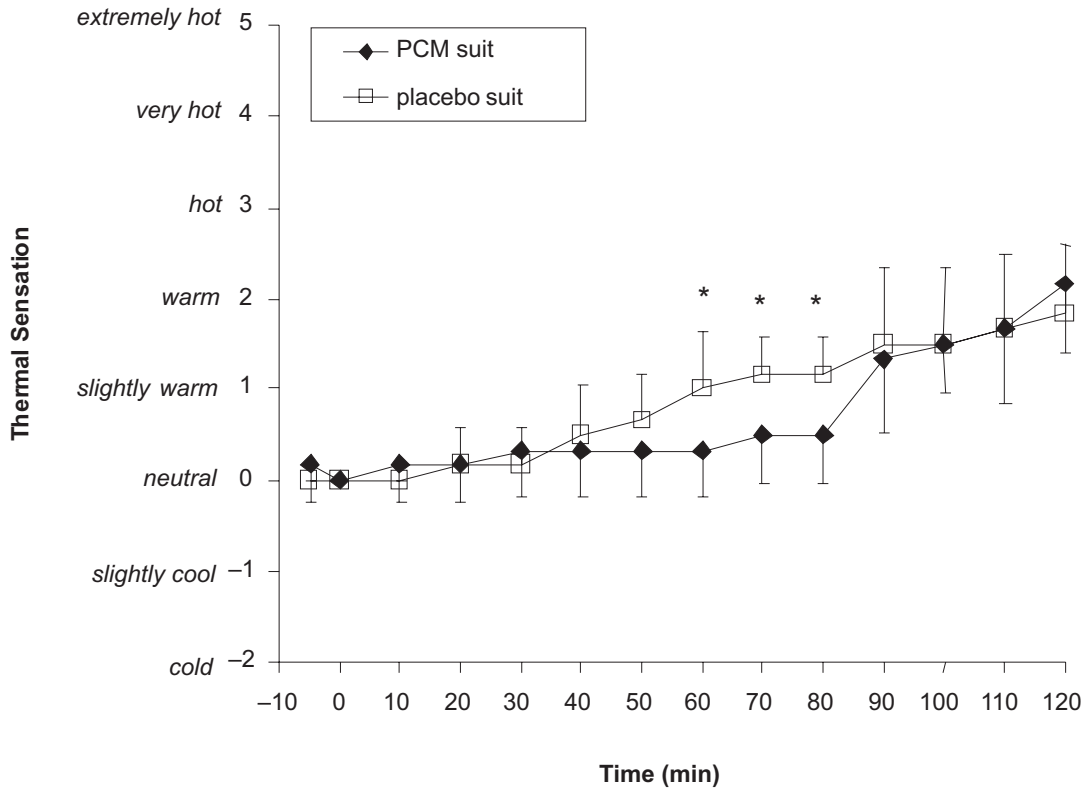 extremely hot 5
PCM suit
placebo suit
very hot 4
hot 3
warm 2
* * *
slightly warm 1
neutral 0
slightly cool –1
cold –2
–10 0 10 20 30 40 50 60 70 80 90 100 110 120
Thermal Sensation
Time (min)